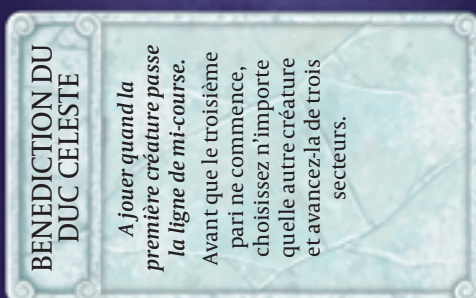 BENEDICTION DU
DUC CELESTE
A jouer quand la
première créature passe
la ligne de mi-course.
Avant que le troisième
pari ne commence,
choisissez n'importe
quelle autre créature
et avancez-la de trois
secteurs.